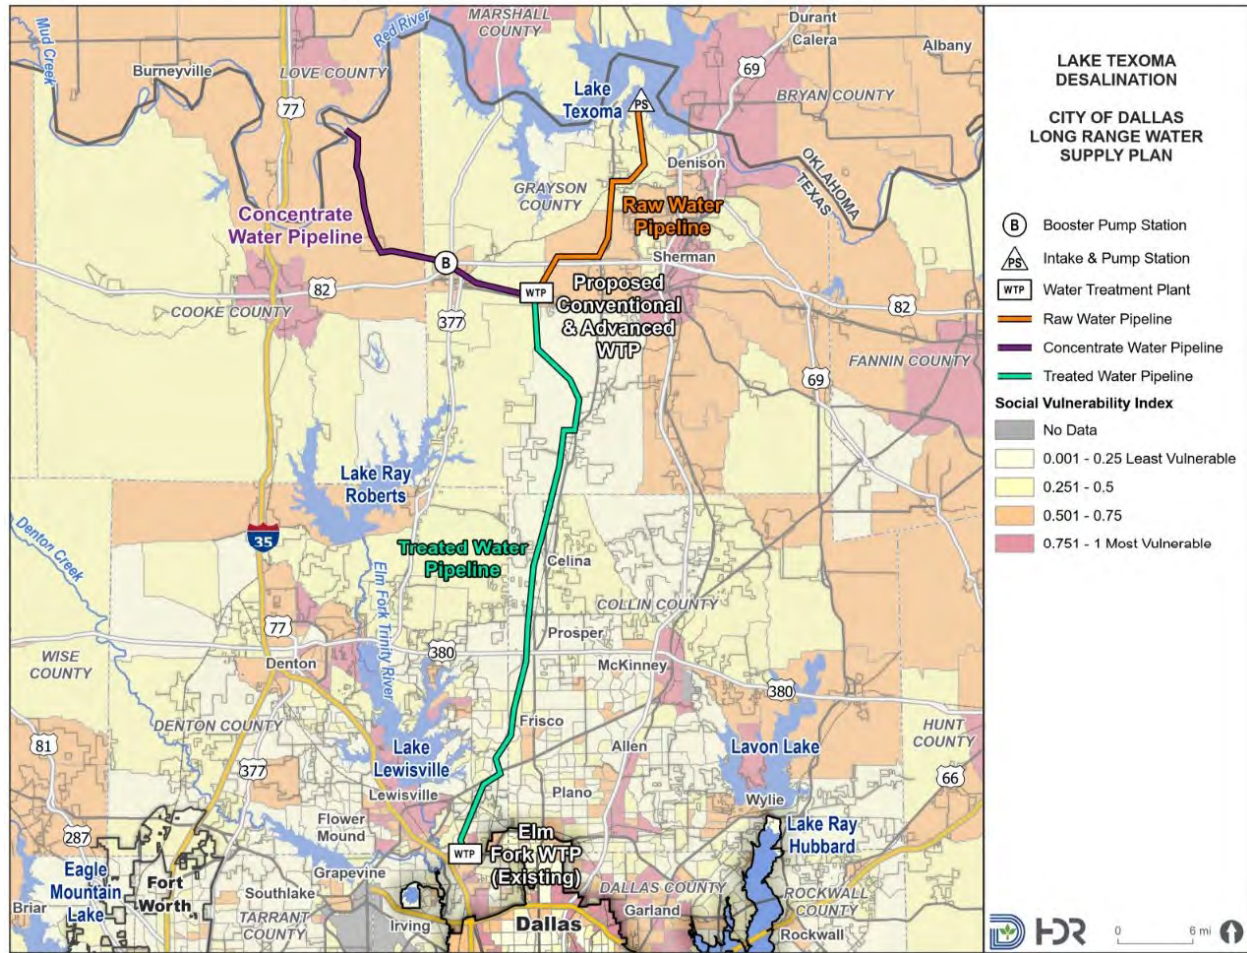 MARSHALL
COUNTY
Durant
Calera
Albany
Mud Creek
Burneyville
LOVE COUNTY
Red River
69
77
BRYAN COUNTY
Lake
Texoma
PS
Denison
OKLAHOMA
TEXAS
GRAYSON
COUNTY
Concentrate
Water Pipeline
Raw Water
Pipeline
B
Sherman
82
WTP
Proposed
Conventional
& Advanced
WTP
COOKE COUNTY
377
82
FANNIN COUNTY
69
Lake Ray
Roberts
Denton Creek
35
Treated Water
Pipeline
Celina
Elm Fork Trinity River
COLLIN COUNTY
77
Prosper
WISE
COUNTY
Denton
380
McKinney
380
DENTON COUNTY
Frisco
HUNT
COUNTY
81
Lake
Lewisville
Allen
Lavon Lake
377
66
Lewisville
Plano
Wylie
287
Flower
Mound
Elm
Fork WTP
(Existing)
Lake Ray
Hubbard
WTP
Eagle
Mountain
Lake
Fort
Worth
Grapevine
Southlake
DALLAS COUNTY
ROCKWALL
COUNTY
Briar
TARRANT
COUNTY
Irving
Dallas
Garland
Rockwall
LAKE TEXOMA
DESALINATION
CITY OF DALLAS
LONG RANGE WATER
SUPPLY PLAN
B Booster Pump Station
PS Intake & Pump Station
WTP Water Treatment Plant
Raw Water Pipeline
Concentrate Water Pipeline
Treated Water Pipeline
Social Vulnerability Index
No Data
0.001 - 0.25 Least Vulnerable
0.251 - 0.5
0.501 - 0.75
0.751 - 1 Most Vulnerable
HDR
0 6 mi